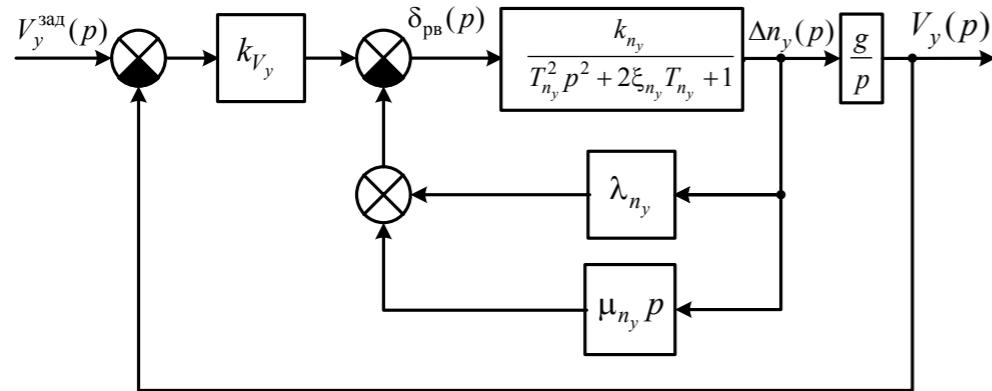 V_y^зад(p)
k_{V_y}
δ_рв(p)
k_{n_y}
T_{n_y}^2 p^2 + 2ξ_{n_y} T_{n_y} + 1
Δn_y(p)
g
p
V_y(p)
λ_{n_y}
μ_{n_y} p